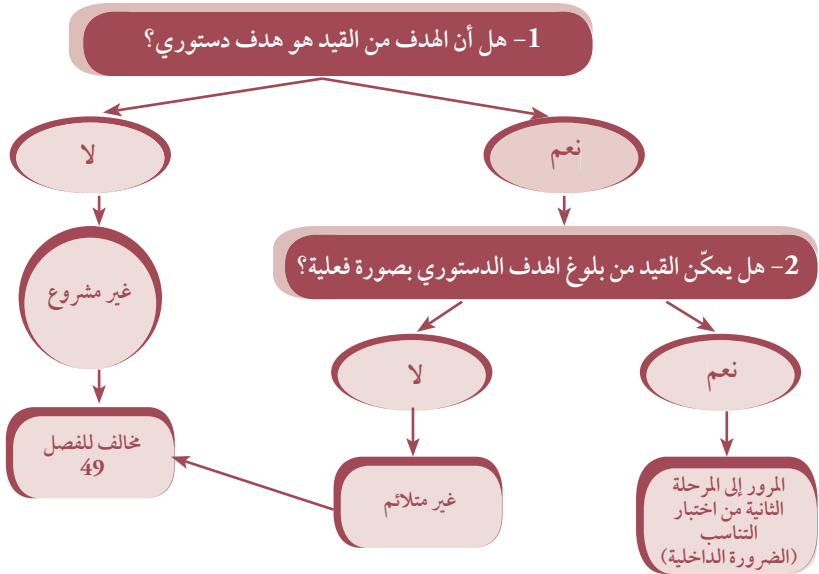 1- هل أن الهدف من القيد هو هدف دستوري؟
نعم
لا
2- هل يمكّن القيد من بلوغ الهدف الدستوري بصورة فعلية؟
غير مشروع
نعم
لا
مخالف للفصل
49
غير متلائم
المرور إلى المرحلة
الثانية من اختبار
التناسب
(الضرورة الداخلية)